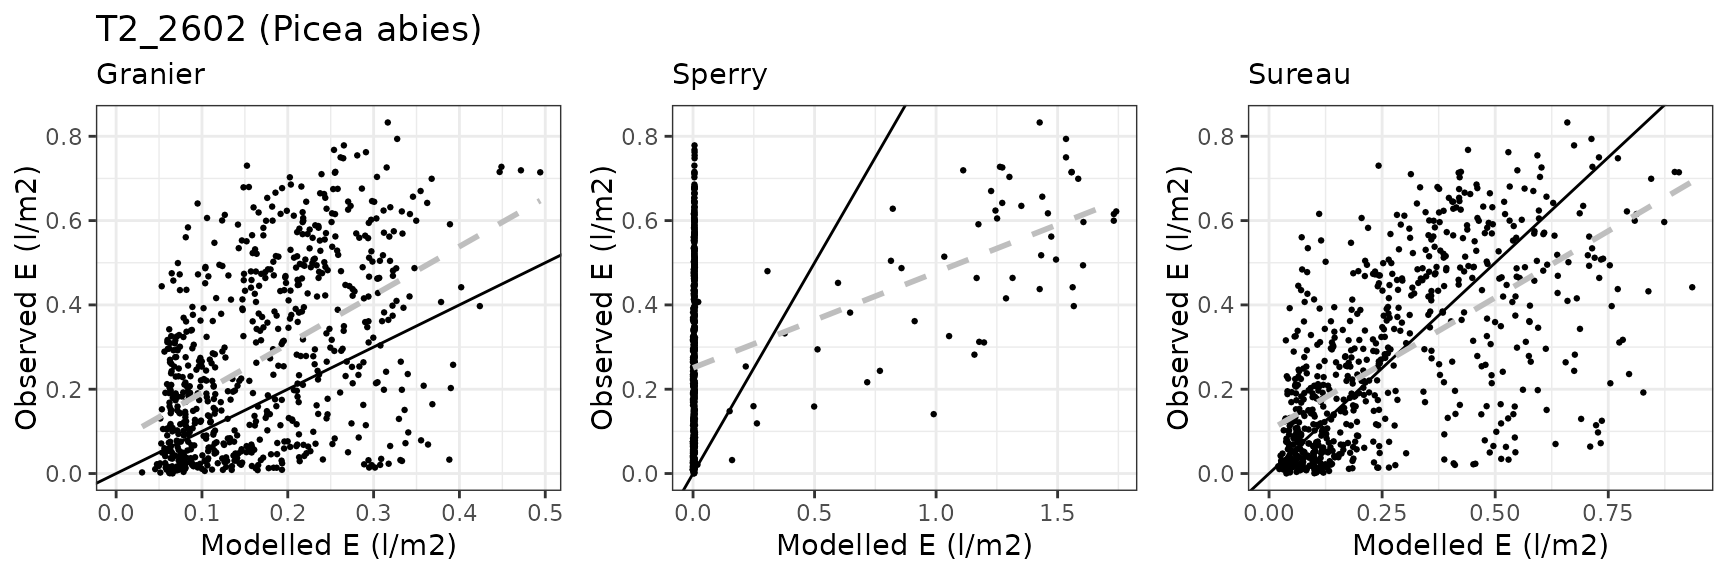 T2_2602 (Picea abies)
Granier
Sperry
Sureau
Observed E (l/m2)
0.8
0.6
0.4
0.2
0.0
0.0 0.1 0.2 0.3 0.4 0.5
Modelled E (l/m2)
Observed E (l/m2)
0.8
0.6
0.4
0.2
0.0
0.0 0.5 1.0 1.5
Modelled E (l/m2)
Observed E (l/m2)
0.8
0.6
0.4
0.2
0.0
0.00 0.25 0.50 0.75
Modelled E (l/m2)